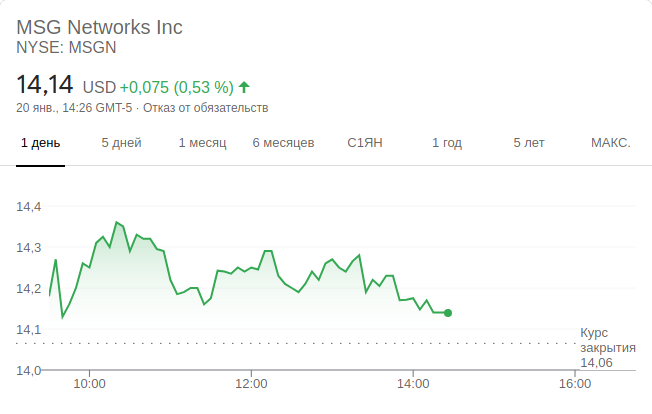 MSG Networks Inc
NYSE: MSGN
14,14 USD +0,075 (0,53 %)
20 янв., 14:26 GMT-5 · Отказ от обязательств
1 день 5 дней 1 месяц 6 месяцев С1ЯН 1 год 5 лет МАКС.
14,4
14,3
14,2
14,1
Курс
закрытия
14,06
14,0
10:00 12:00 14:00 16:00